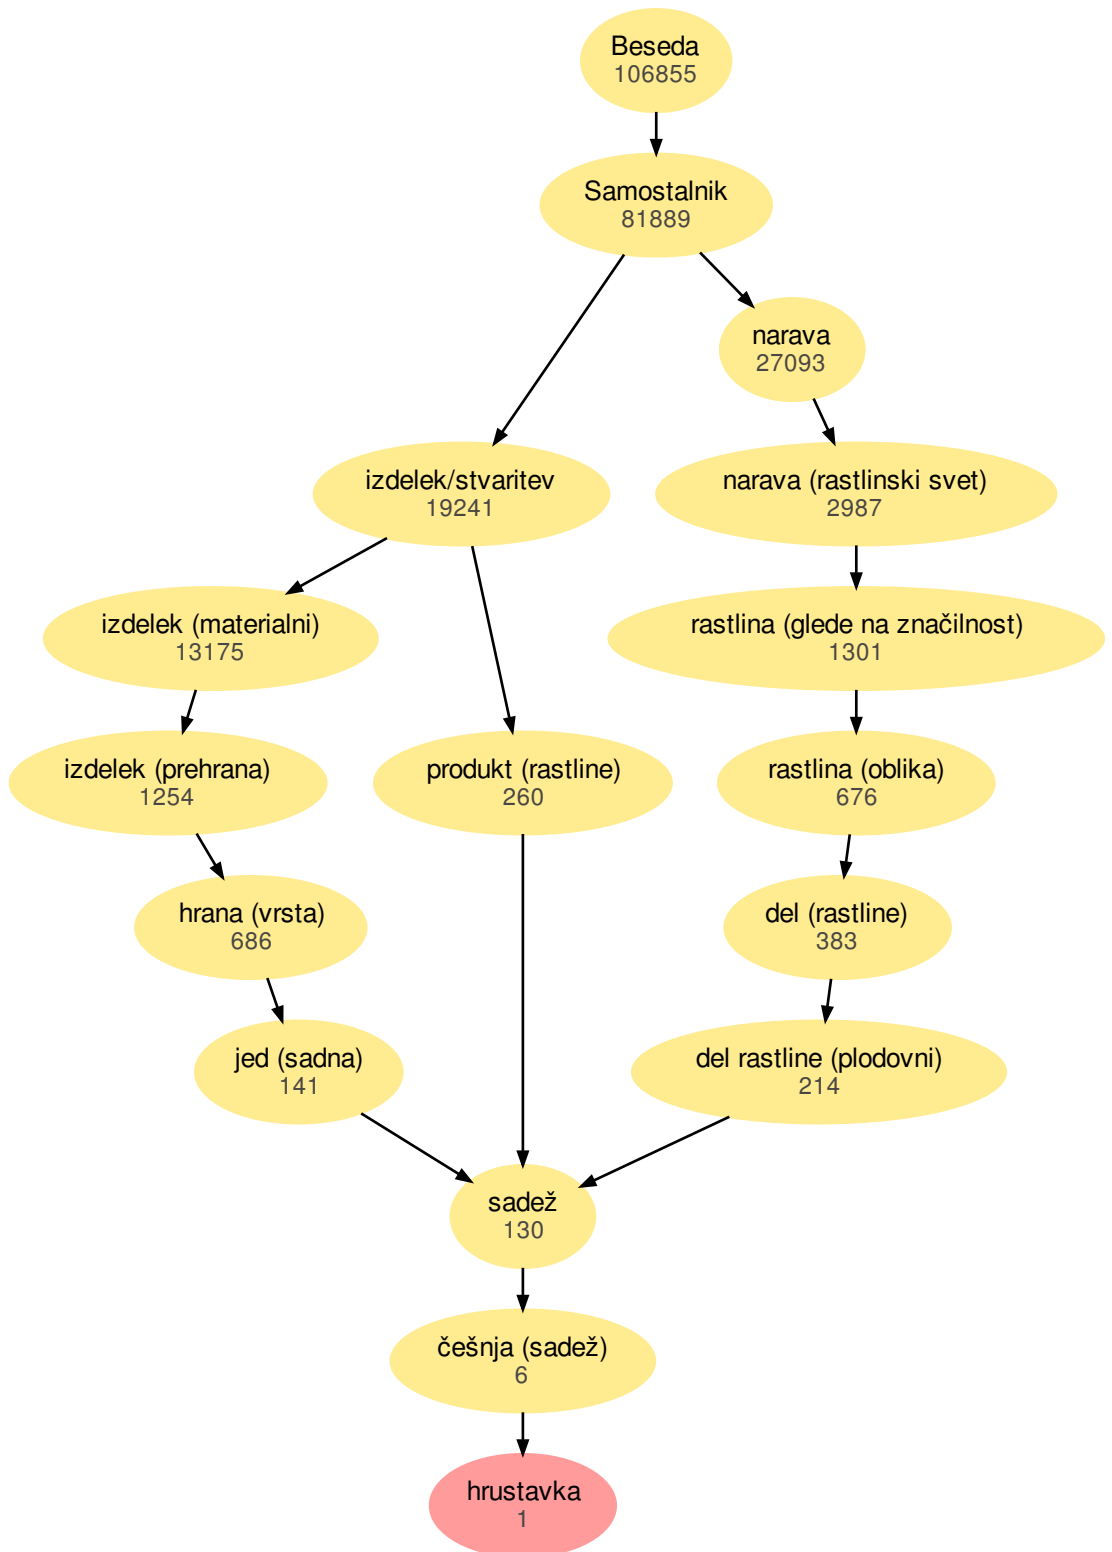 Beseda
106855
Samostalnik
81889
narava
27093
izdelek/stvaritev
19241
narava (rastlinski svet)
2987
izdelek (materialni)
13175
rastlina (glede na značilnost)
1301
izdelek (prehrana)
1254
produkt (rastline)
260
rastlina (oblika)
676
hrana (vrsta)
686
del (rastline)
383
jed (sadna)
141
del rastline (plodovni)
214
sadež
130
češnja (sadež)
6
hrustavka
1